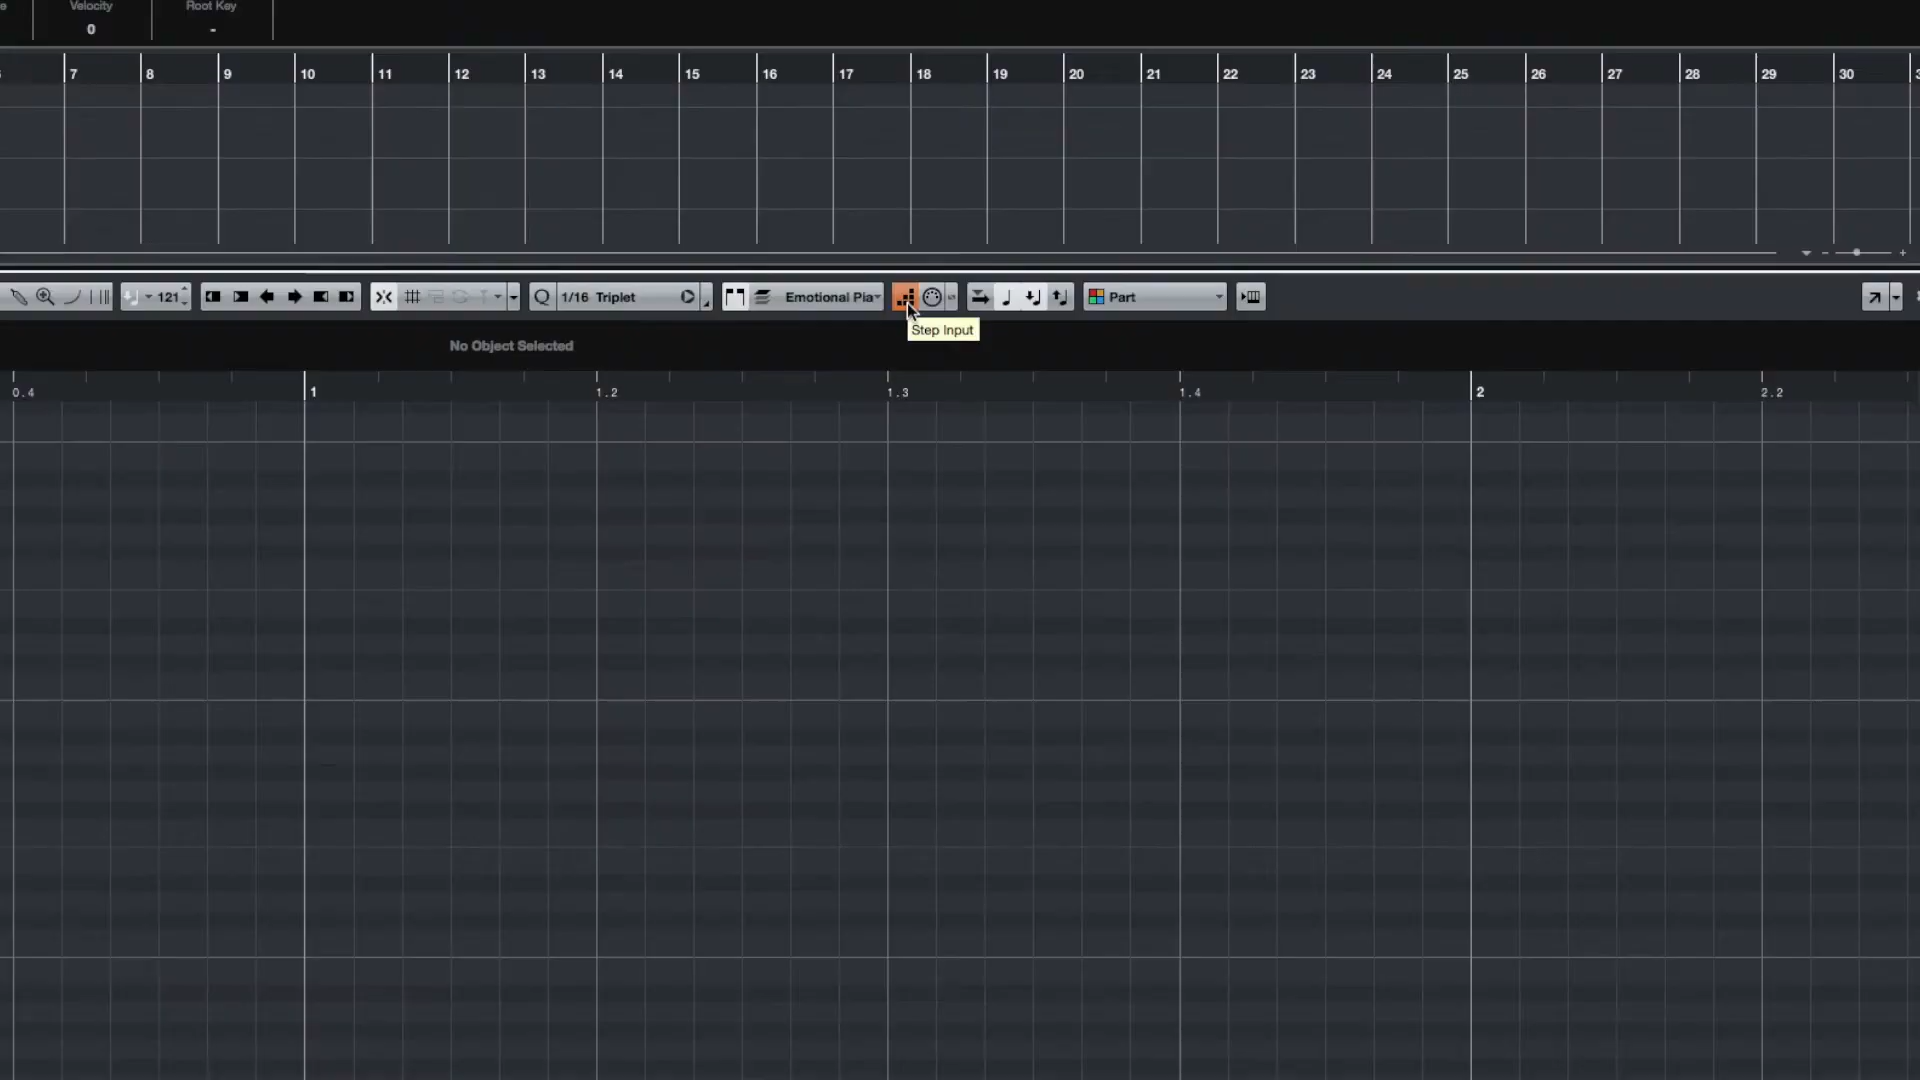 Velocity
Root Key
0
-
7 8 9 10 11 12 13 14 15 16 17 18 19 20 21 22 23 24 25 26 27 28 29 30
121
Q 1/16 Triplet
Emotional Pia
Part
Step Input
No Object Selected
0.4 1 1.2 1.3 1.4 2 2.2